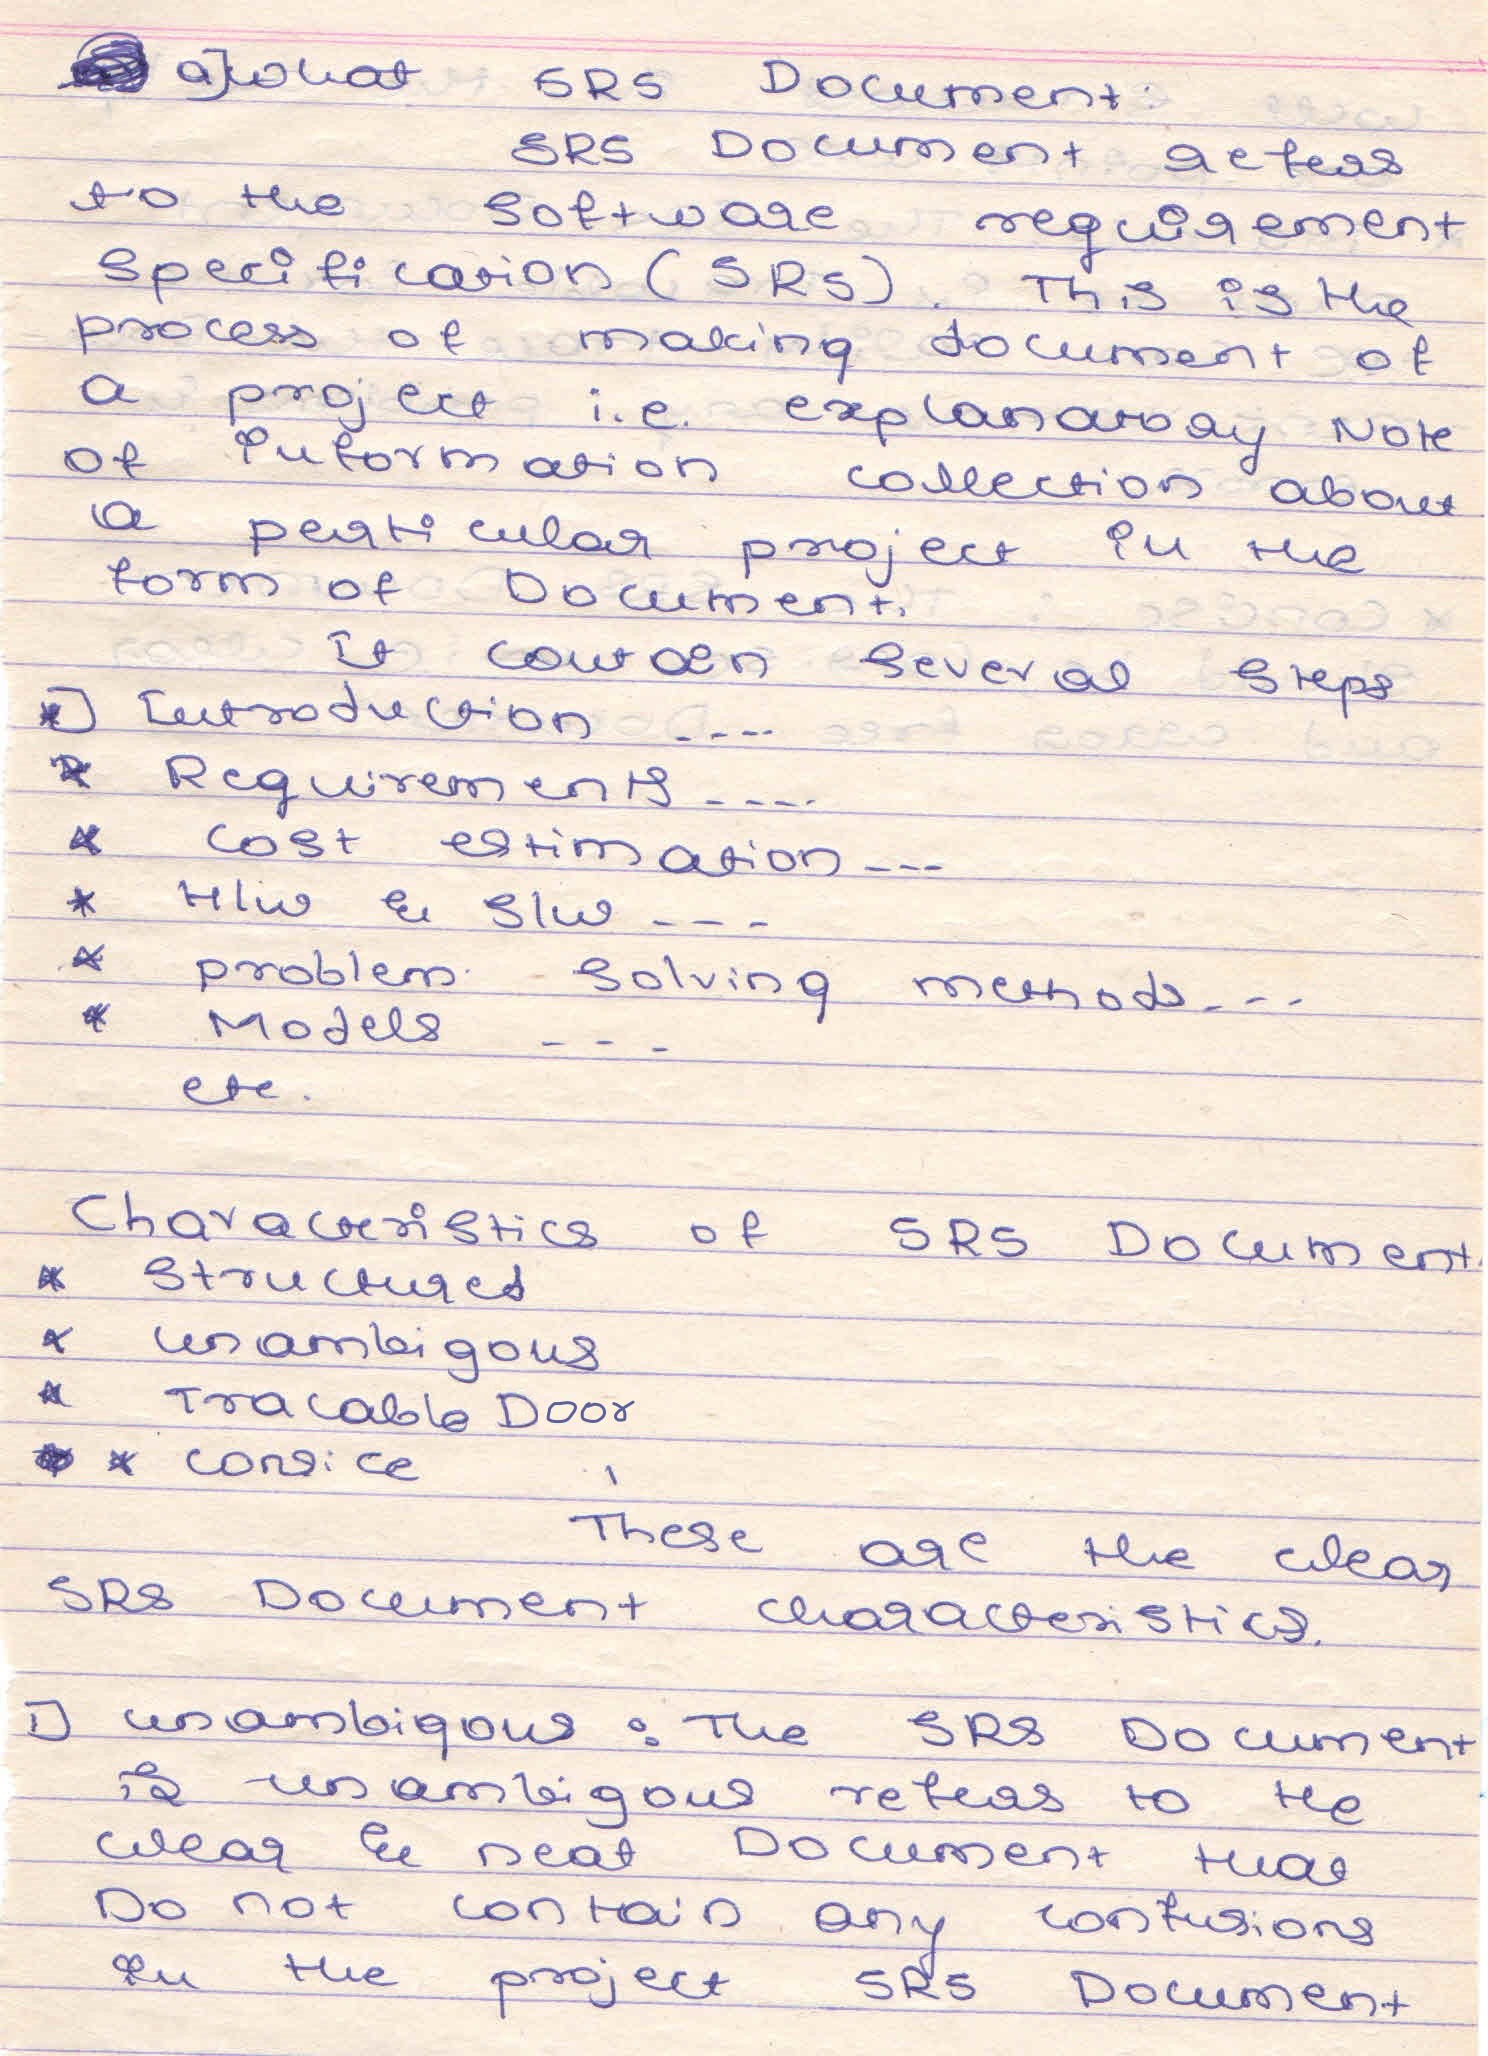 a] what SRS Document:
SRS Document refers
to the software requirement
specification (SRS). This is the
process of making document of
a project i.e. explanatory Note
of information collection about
a perticular project in the
form of Document.
It contain several steps
*] Introduction ----
* Requirements ----
* cost estimation ---
* H/w & S/w ---
* problem solving methods ---
* Models ---
etc.
Characteristics of SRS Document
* structured
* unambigous
* Tracable Door
* consice
These are the clear
SRS Document characteristics.
1] unambigous : The SRS Document
is unambigous refers to the
clear & neat Document that
Do not contain any confusions
in the project SRS Document